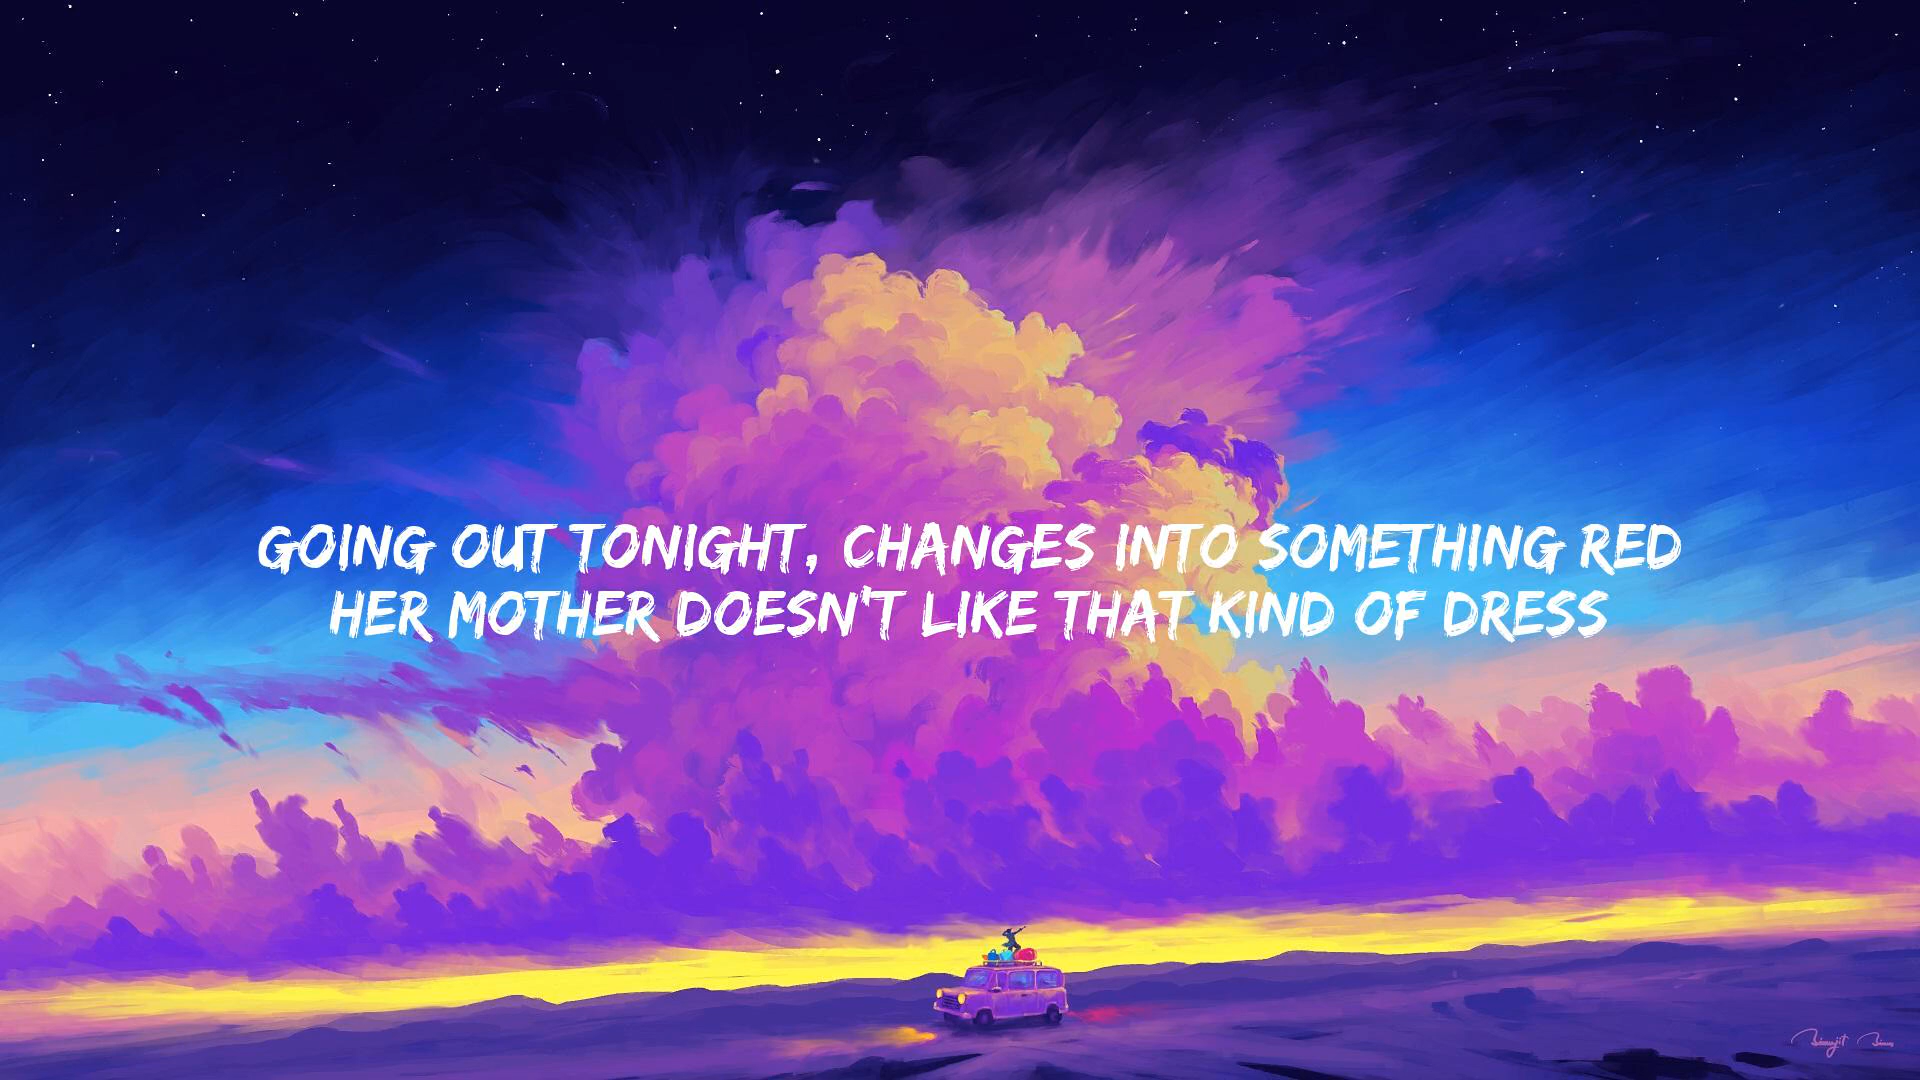 GOING OUT TONIGHT, CHANGES INTO SOMETHING RED
HER MOTHER DOESN'T LIKE THAT KIND OF DRESS